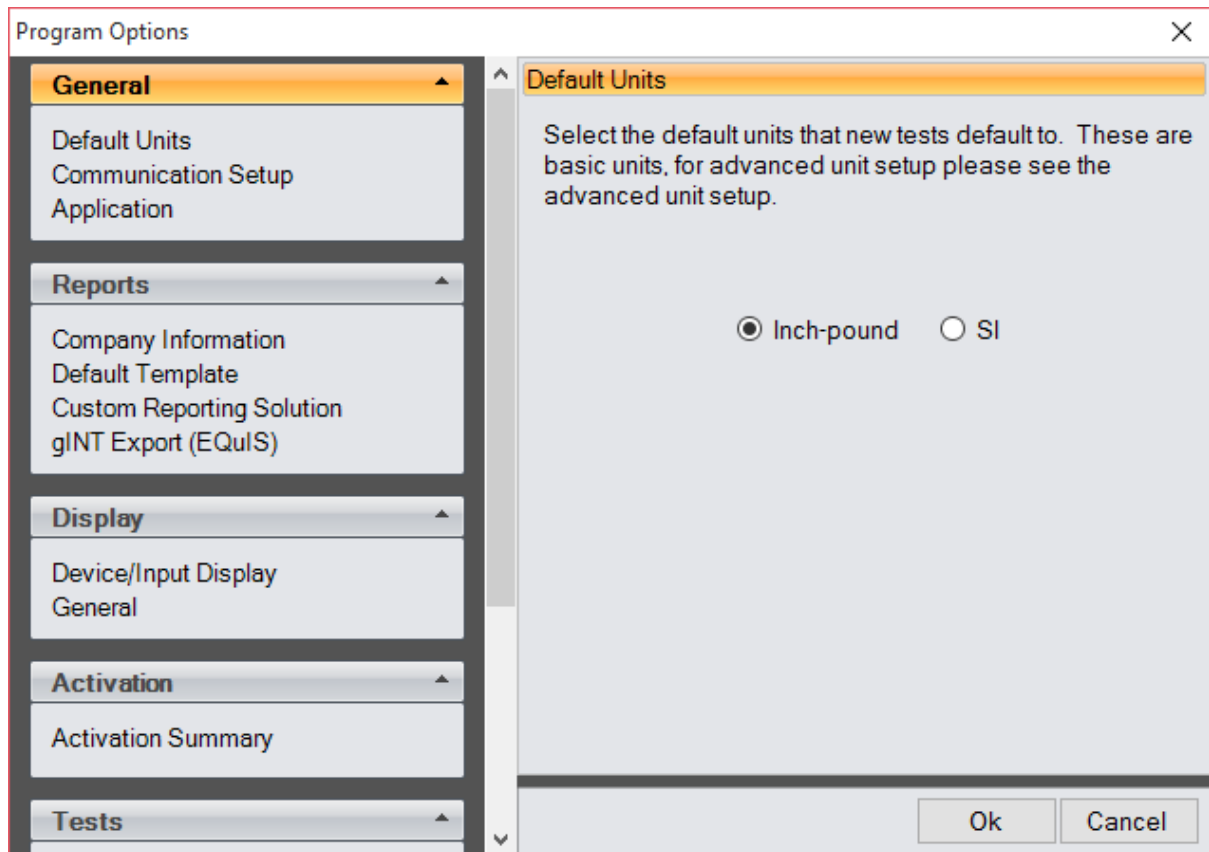 Program Options
General
Default Units
Communication Setup
Application
Reports
Company Information
Default Template
Custom Reporting Solution
gINT Export (EQuIS)
Display
Device/Input Display
General
Activation
Activation Summary
Tests
Default Units
Select the default units that new tests default to.  These are
basic units, for advanced unit setup please see the
advanced unit setup.
Inch-pound SI
Ok Cancel